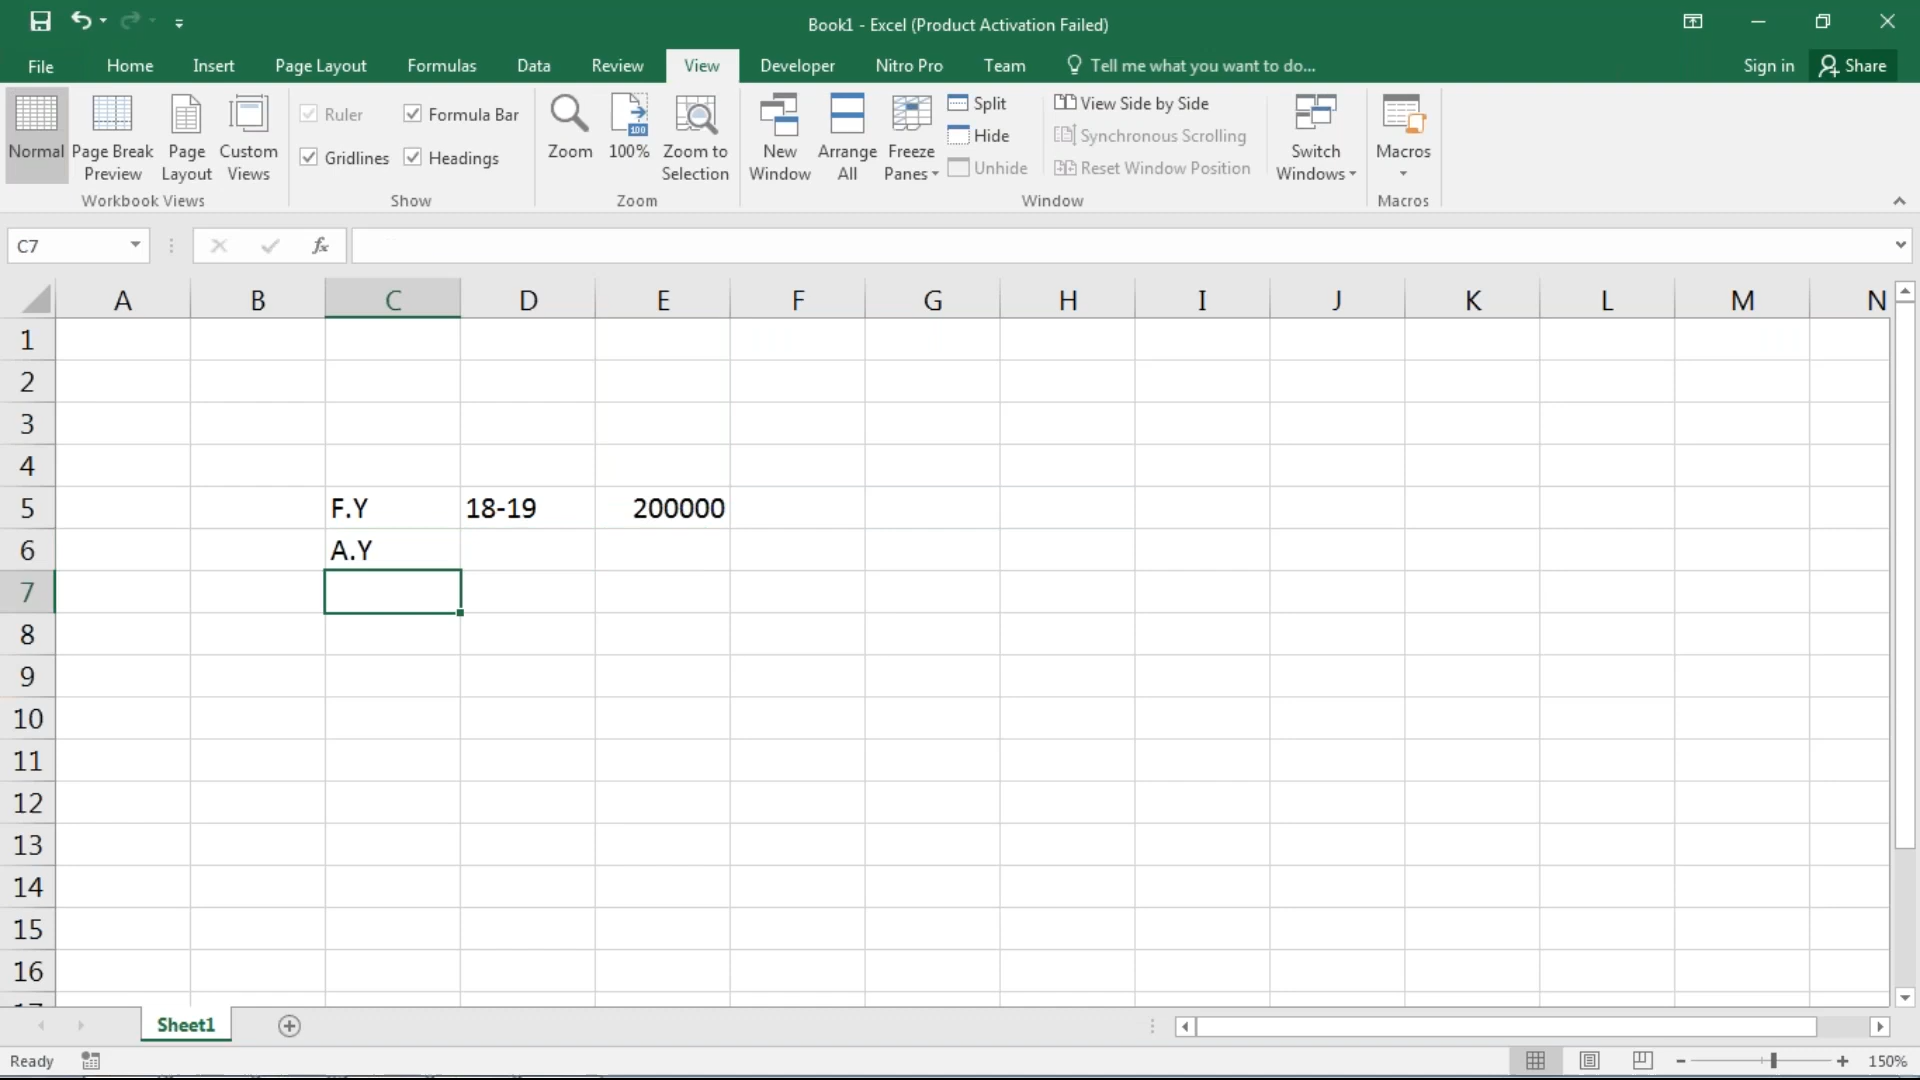 Book1 - Excel (Product Activation Failed)
File Home Insert Page Layout Formulas Data Review View Developer Nitro Pro Team Tell me what you want to do... Sign in Share
Normal
Page Break Preview
Page Layout
Custom Views
Workbook Views
Ruler
Formula Bar
Gridlines
Headings
Show
Zoom
100
100%
Zoom to Selection
Zoom
New Window
Arrange All
Freeze Panes
Split
Hide
Unhide
View Side by Side
Synchronous Scrolling
Reset Window Position
Switch Windows
Window
Macros
Macros
C7
fx
A B C D E F G H I J K L M N
1
2
3
4
5 F.Y 18-19 200000
6 A.Y
7
8
9
10
11
12
13
14
15
16
Sheet1
Ready
150%